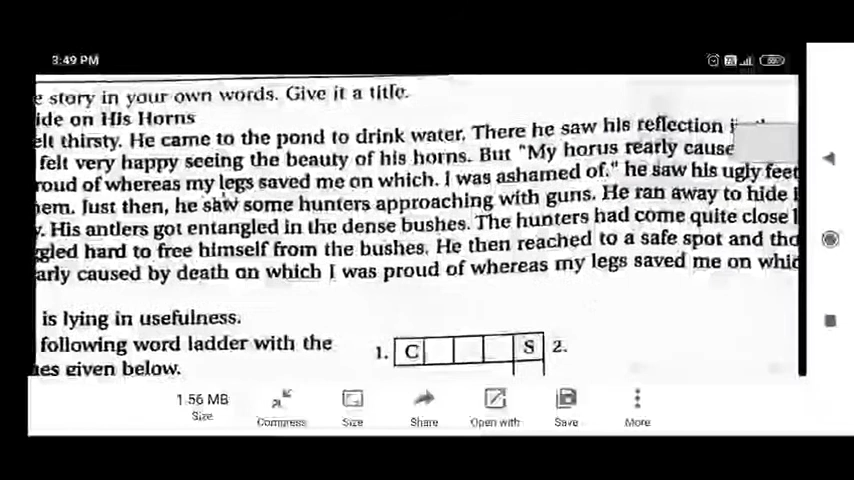 3:49 PM
e story in your own words. Give it a title.
ide on His Horns
elt thirsty. He came to the pond to drink water. There he saw his reflection
felt very happy seeing the beauty of his horns. But "My horus rearly cause
roud of whereas my legs saved me on which. I was ashamed of." he saw his ugly feet
em. Just then, he saw some hunters approaching with guns. He ran away to hide
. His antlers got entangled in the dense bushes. The hunters had come quite close
gled hard to free himself from the bushes. He then reached to a safe spot and tho
arly caused by death on which I was proud of whereas my legs saved me on whic
is lying in usefulness.
following word ladder with the
ues given below.
1. C S 2.
1.56 MB
Size Compress Size Share Open with Save More